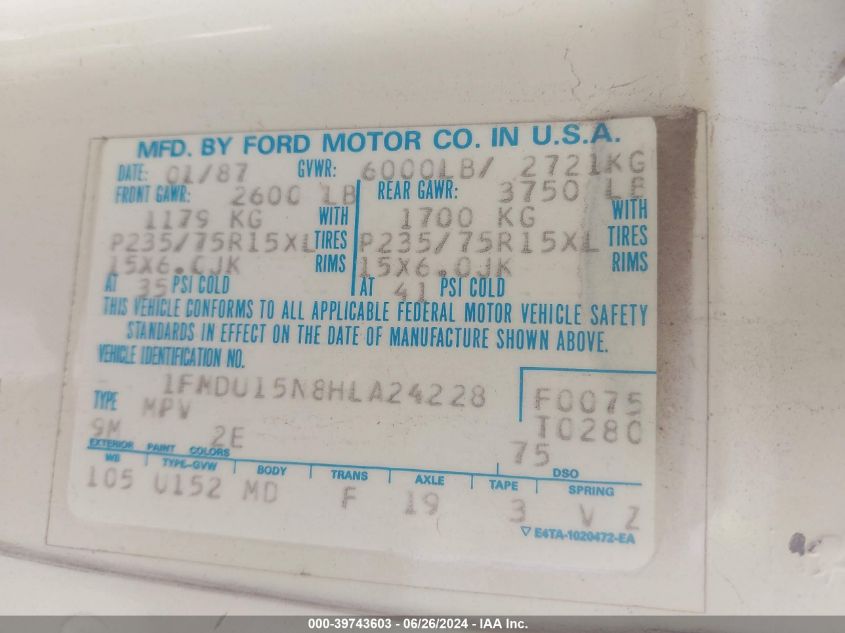 MFD. BY FORD MOTOR CO. IN U.S.A.
DATE: 01/87 GVWR: 6000LB/ 2721KG
FRONT GAWR: 2600 LB REAR GAWR: 3750 LB
1179 KG WITH 1700 KG WITH
P235/75R15XL TIRES P235/75R15XL TIRES
15X6.0JK RIMS 15X6.0JK RIMS
AT 35 PSI COLD AT 41 PSI COLD
THIS VEHICLE CONFORMS TO ALL APPLICABLE FEDERAL MOTOR VEHICLE SAFETY
STANDARDS IN EFFECT ON THE DATE OF MANUFACTURE SHOWN ABOVE.
VEHICLE IDENTIFICATION NO.
1FMDU15N8HLA24228 F0075
TYPE MPV T0280
9M 2E 75
EXTERIOR PAINT COLORS DSO
WB TYPE-GVW BODY TRANS AXLE TAPE SPRING
105 U152 MD F 19 3 V Z
▽ E4TA-1020472-EA
000-39743603 - 06/26/2024 - IAA Inc.